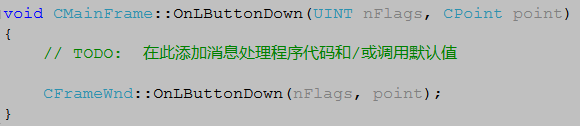 void CMainFrame::OnLButtonDown(UINT nFlags, CPoint point)
{
// TODO:  在此添加消息处理程序代码和/或调用默认值
CFrameWnd::OnLButtonDown(nFlags, point);
}